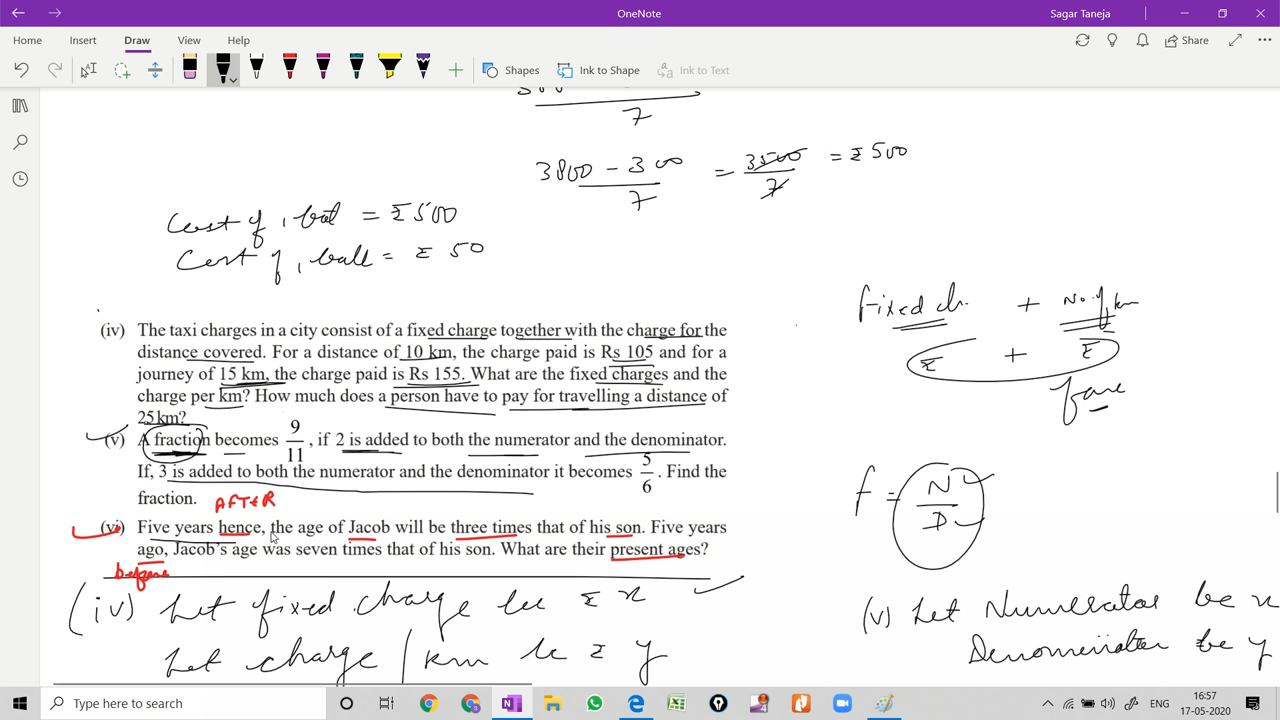 OneNote
Sagar Taneja
Home Insert Draw View Help
Share
Shapes Ink to Shape Ink to Text
7
3800 - 300 / 7 = 3500 / 7 = ₹ 500
Cost of 1 bat = ₹ 500
Cost of 1 ball = ₹ 50
Fixed ch. + No. of km
₹ + ₹
fare
(iv) The taxi charges in a city consist of a fixed charge together with the charge for the
distance covered. For a distance of 10 km, the charge paid is Rs 105 and for a
journey of 15 km, the charge paid is Rs 155. What are the fixed charges and the
charge per km? How much does a person have to pay for travelling a distance of
25 km?
(v) A fraction becomes 9/11, if 2 is added to both the numerator and the denominator.
If, 3 is added to both the numerator and the denominator it becomes 5/6. Find the
fraction.
AFTER
f = N/D
(vi) Five years hence, the age of Jacob will be three times that of his son. Five years
ago, Jacob's age was seven times that of his son. What are their present ages?
before
(iv) Let fixed charge be ₹ x
Let charge / km be ₹ y
(v) Let Numerator be x
Denominator be y
Type here to search
16:57
17-05-2020